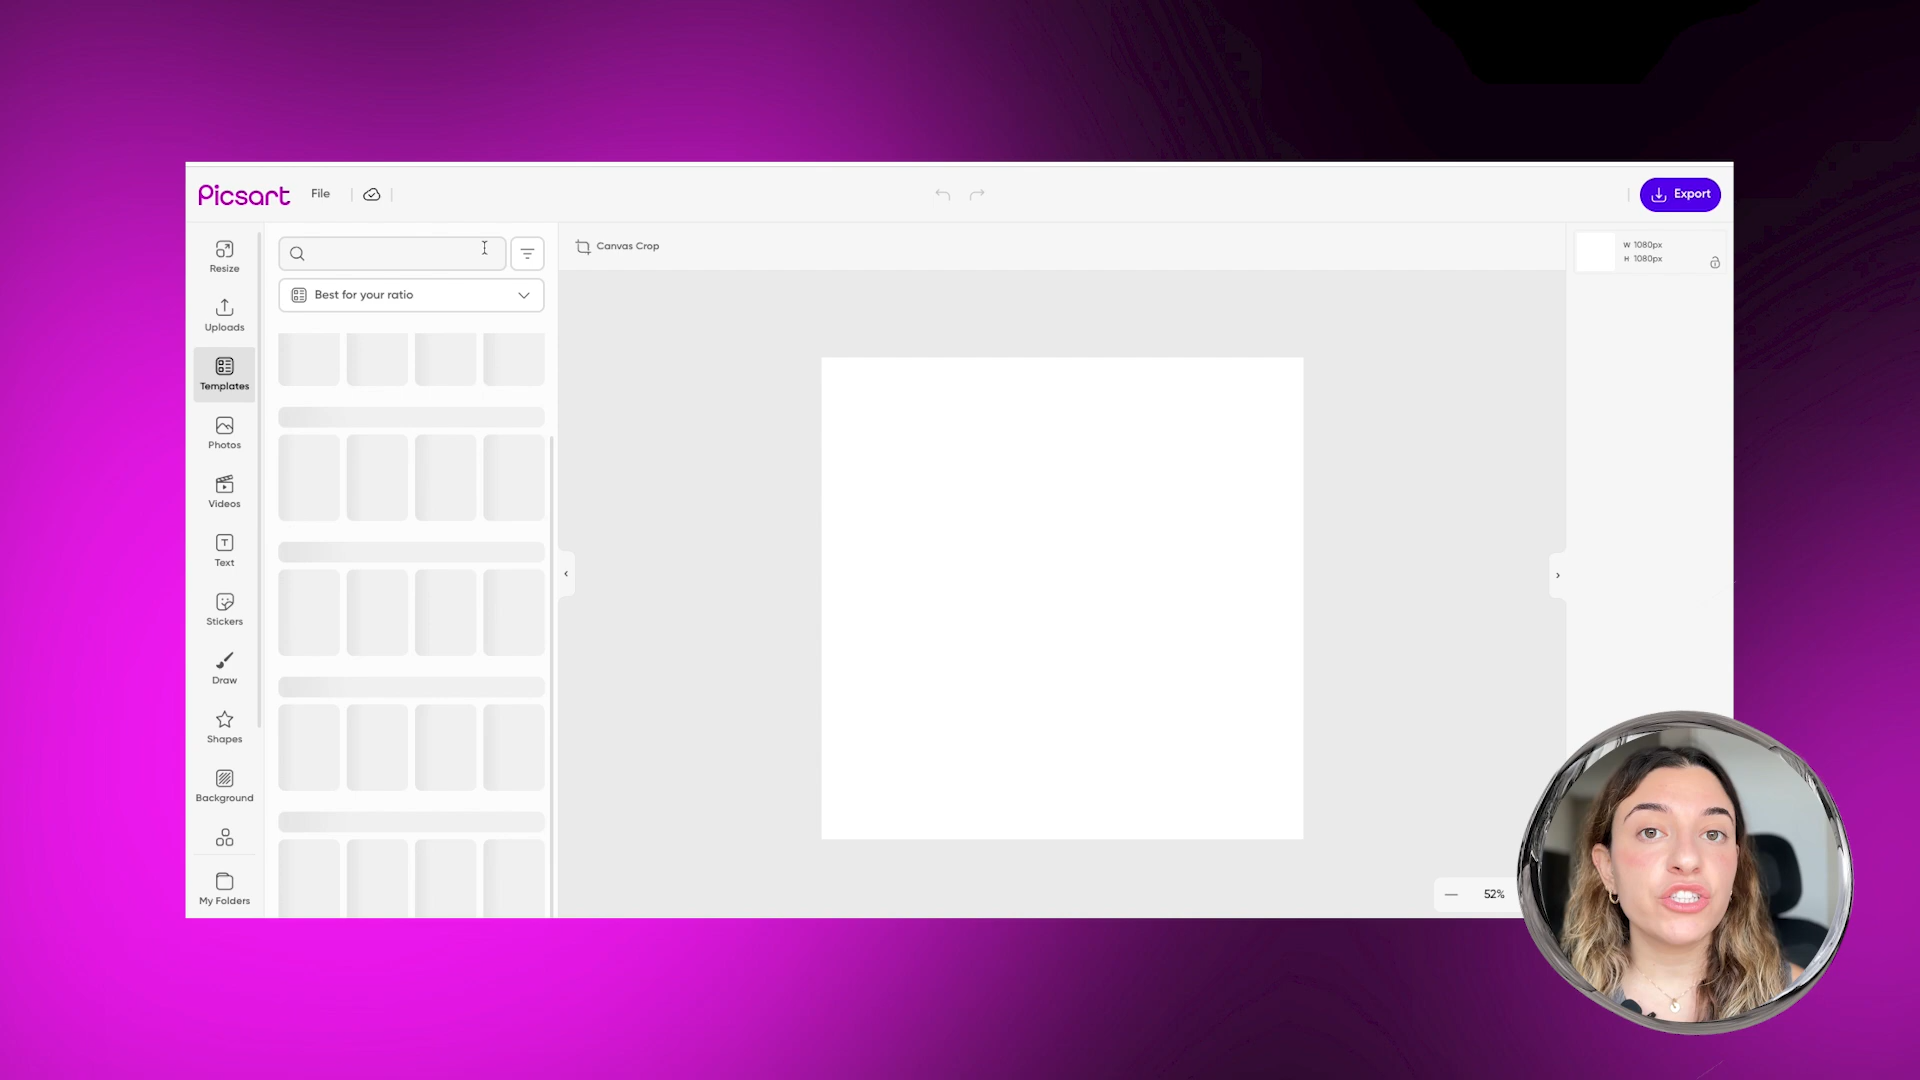 Picsart
File
Export
Resize
Uploads
Templates
Photos
Videos
Text
Stickers
Draw
Shapes
Background
My Folders
Best for your ratio
Canvas Crop
W 1080px
H 1080px
52%